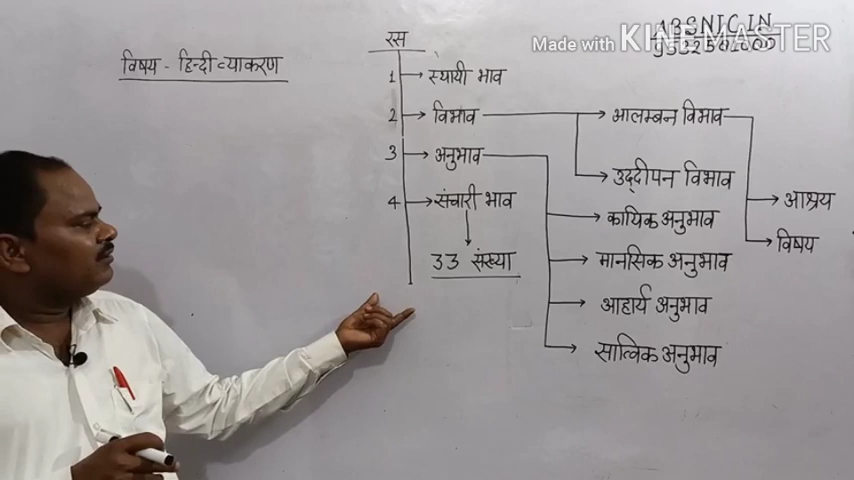 विषय - हिन्दी व्याकरण
रस
1 स्थायी भाव
2 विभाव
3 अनुभाव
4 संचारी भाव
33 संख्या
आलम्बन विभाव
उद्दीपन विभाव
आश्रय
विषय
कायिक अनुभाव
मानसिक अनुभाव
आहार्य अनुभाव
सात्विक अनुभाव
Made with KINEMASTER